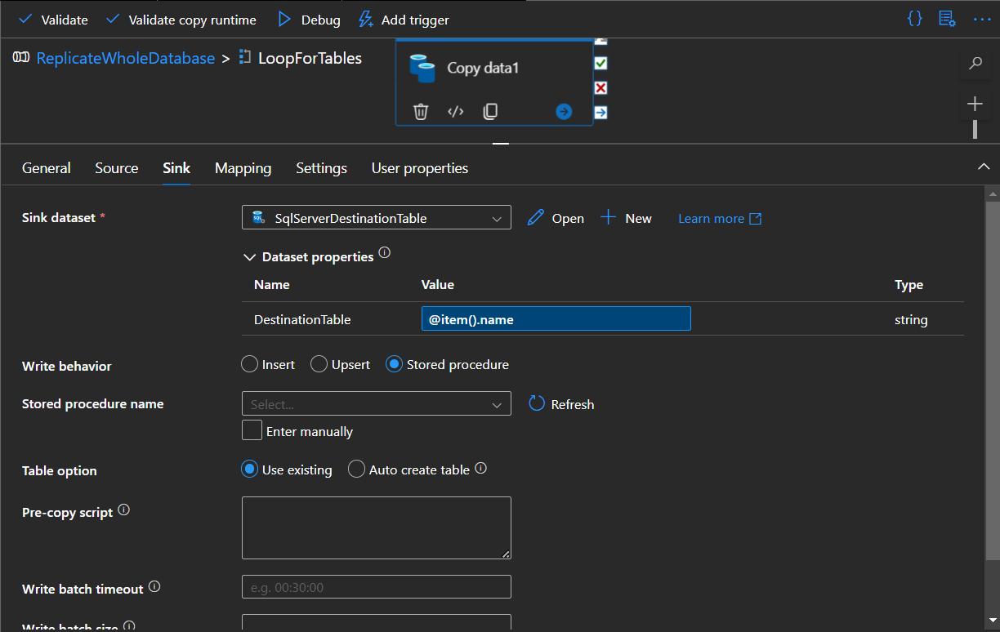 Validate Validate copy runtime Debug Add trigger {}
ReplicateWholeDatabase > LoopForTables
Copy data1
General Source Sink Mapping Settings User properties
Sink dataset * SqlServerDestinationTable Open New Learn more
Dataset properties
Name Value Type
DestinationTable @item().name string
Write behavior Insert Upsert Stored procedure
Stored procedure name Select... Refresh
Enter manually
Table option Use existing Auto create table
Pre-copy script
Write batch timeout e.g. 00:30:00
Write batch size